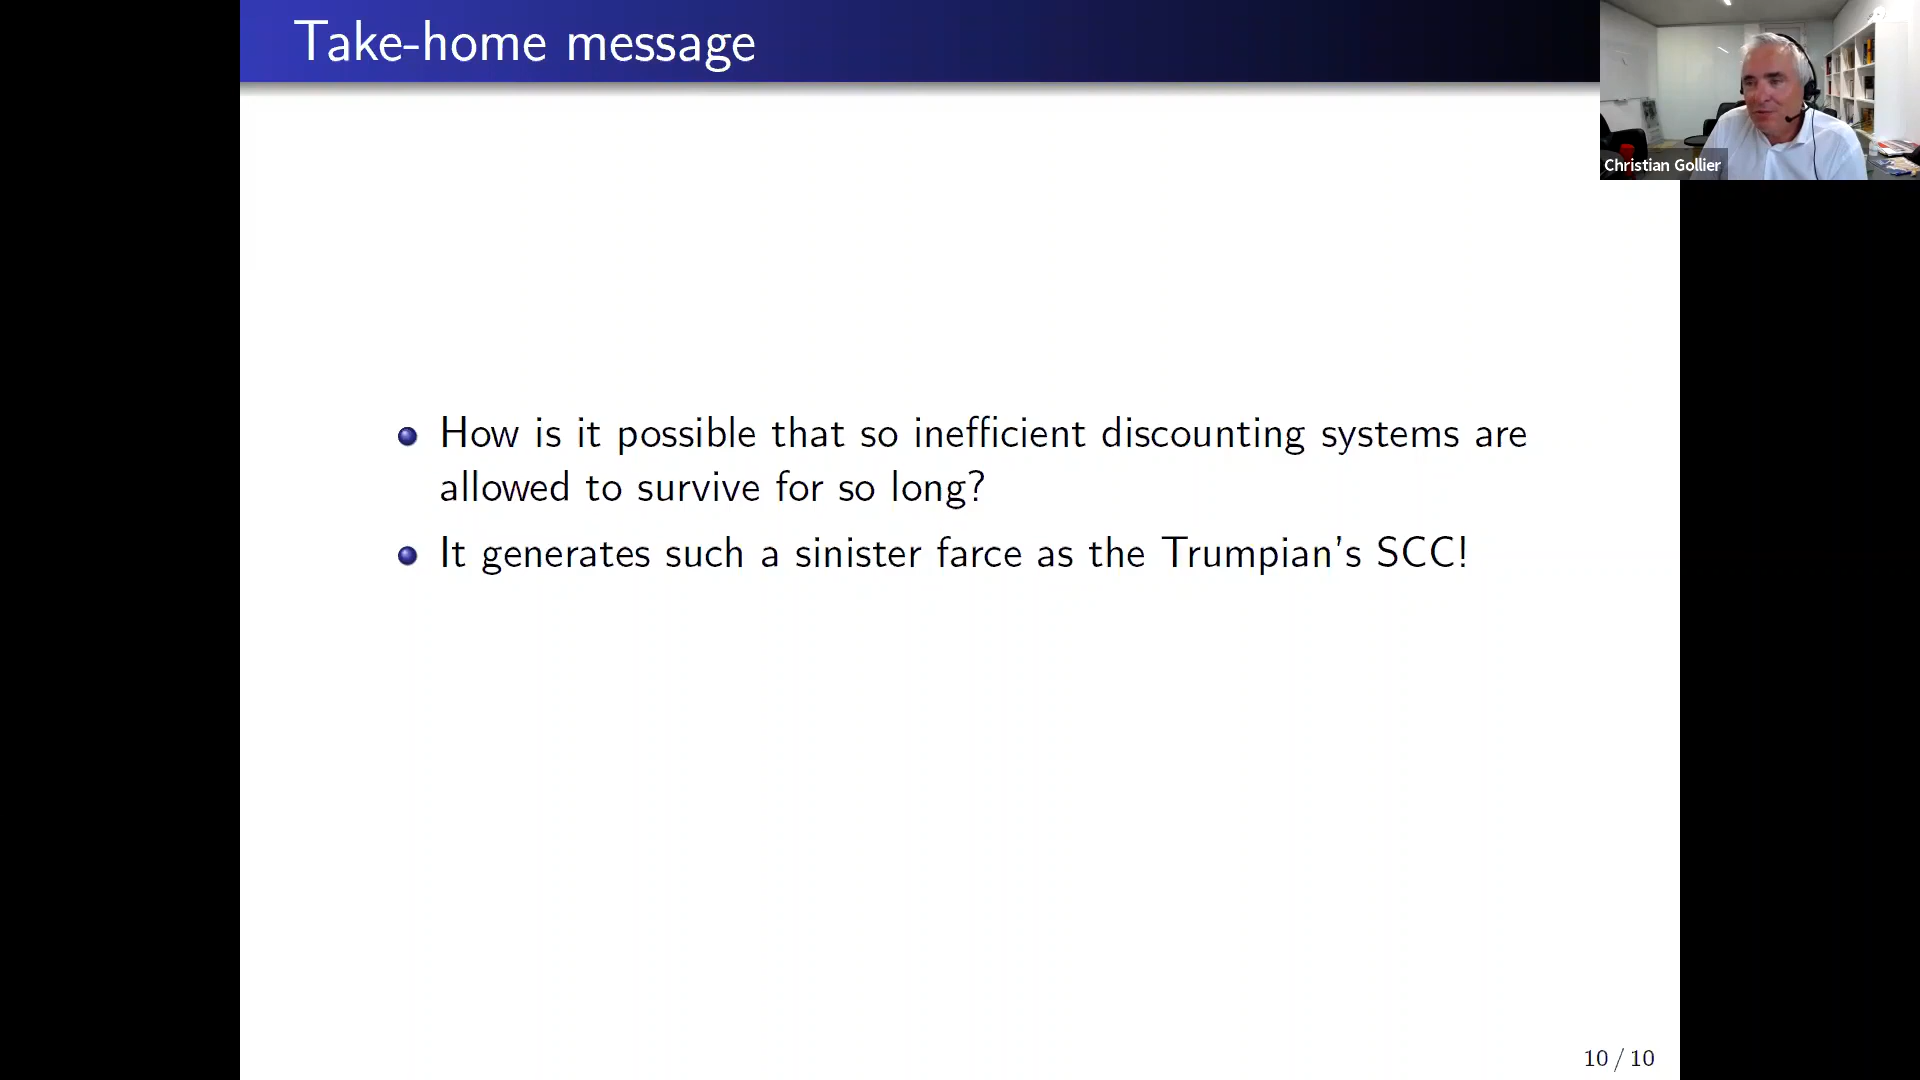 Take-home message
Christian Gollier
How is it possible that so inefficient discounting systems are
allowed to survive for so long?
It generates such a sinister farce as the Trumpian's SCC!
10 / 10